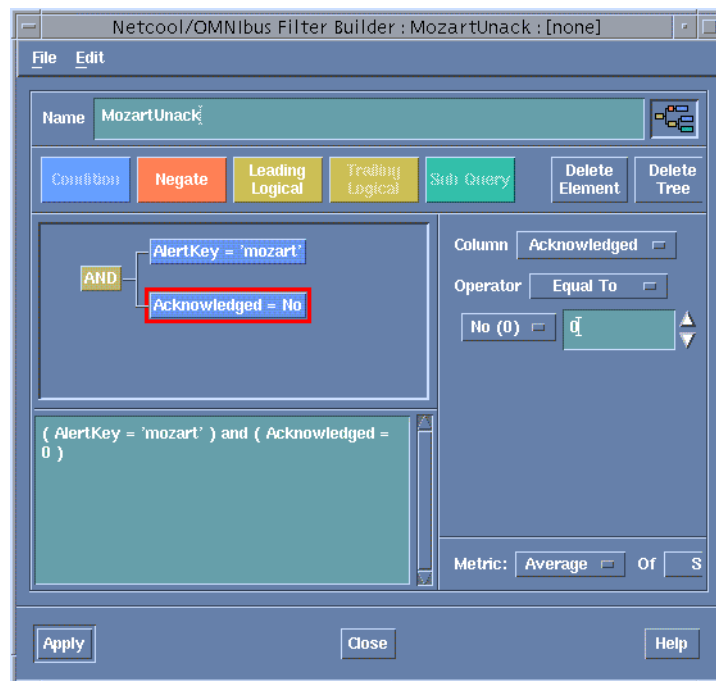 Netcool/OMNIbus Filter Builder : MozartUnack : [none]
File Edit
Name MozartUnack
Condition Negate Leading Logical Trailing Logical Sub Query Delete Element Delete Tree
AND
AlertKey = 'mozart'
Acknowledged = No
Column Acknowledged
Operator Equal To
No (0) 0
( AlertKey = 'mozart' ) and ( Acknowledged =
0 )
Metric: Average Of S
Apply Close Help